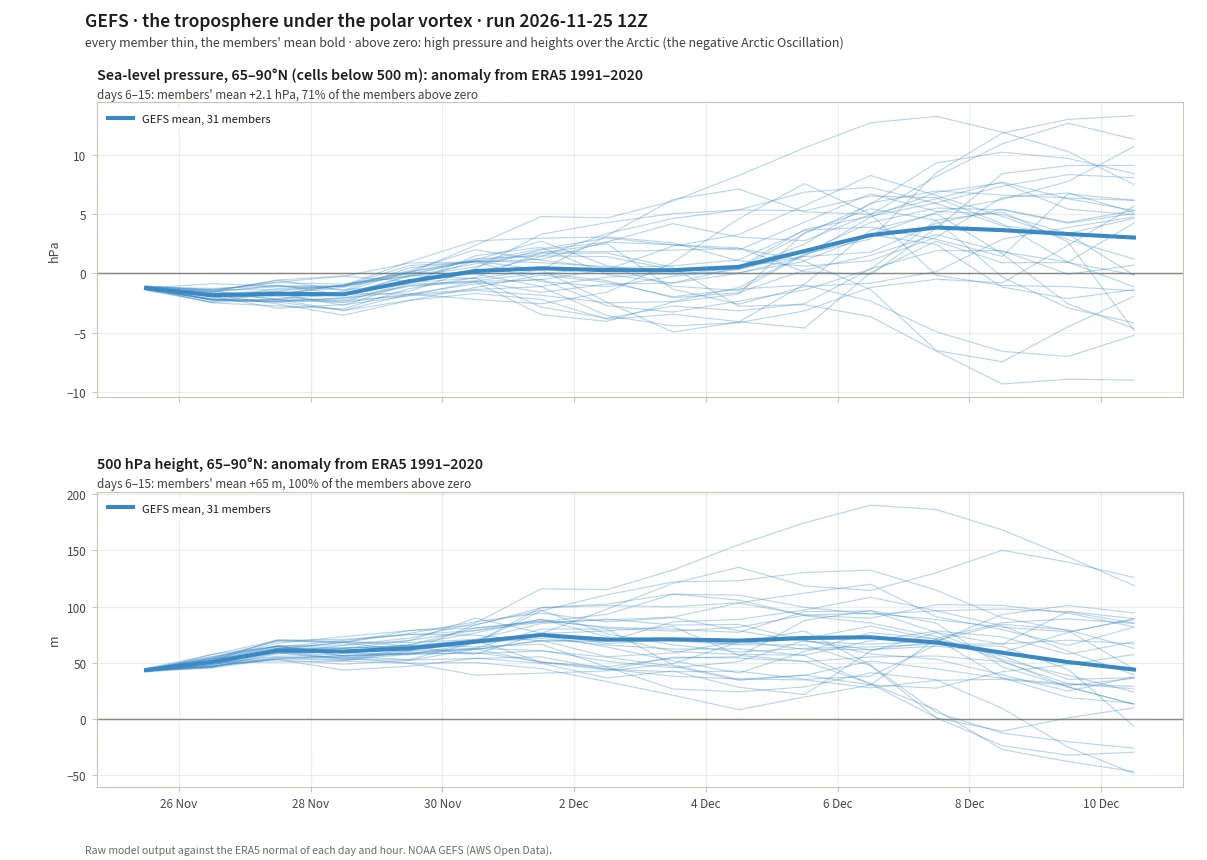 GEFS · the troposphere under the polar vortex · run 2026-11-25 12Z
every member thin, the members' mean bold · above zero: high pressure and heights over the Arctic (the negative Arctic Oscillation)
Sea-level pressure, 65–90°N (cells below 500 m): anomaly from ERA5 1991–2020
days 6–15: members' mean +2.1 hPa, 71% of the members above zero
GEFS mean, 31 members
10
5
0
−5
−10
hPa
500 hPa height, 65–90°N: anomaly from ERA5 1991–2020
days 6–15: members' mean +65 m, 100% of the members above zero
GEFS mean, 31 members
200
150
100
50
0
−50
m
26 Nov
28 Nov
30 Nov
2 Dec
4 Dec
6 Dec
8 Dec
10 Dec
Raw model output against the ERA5 normal of each day and hour. NOAA GEFS (AWS Open Data).